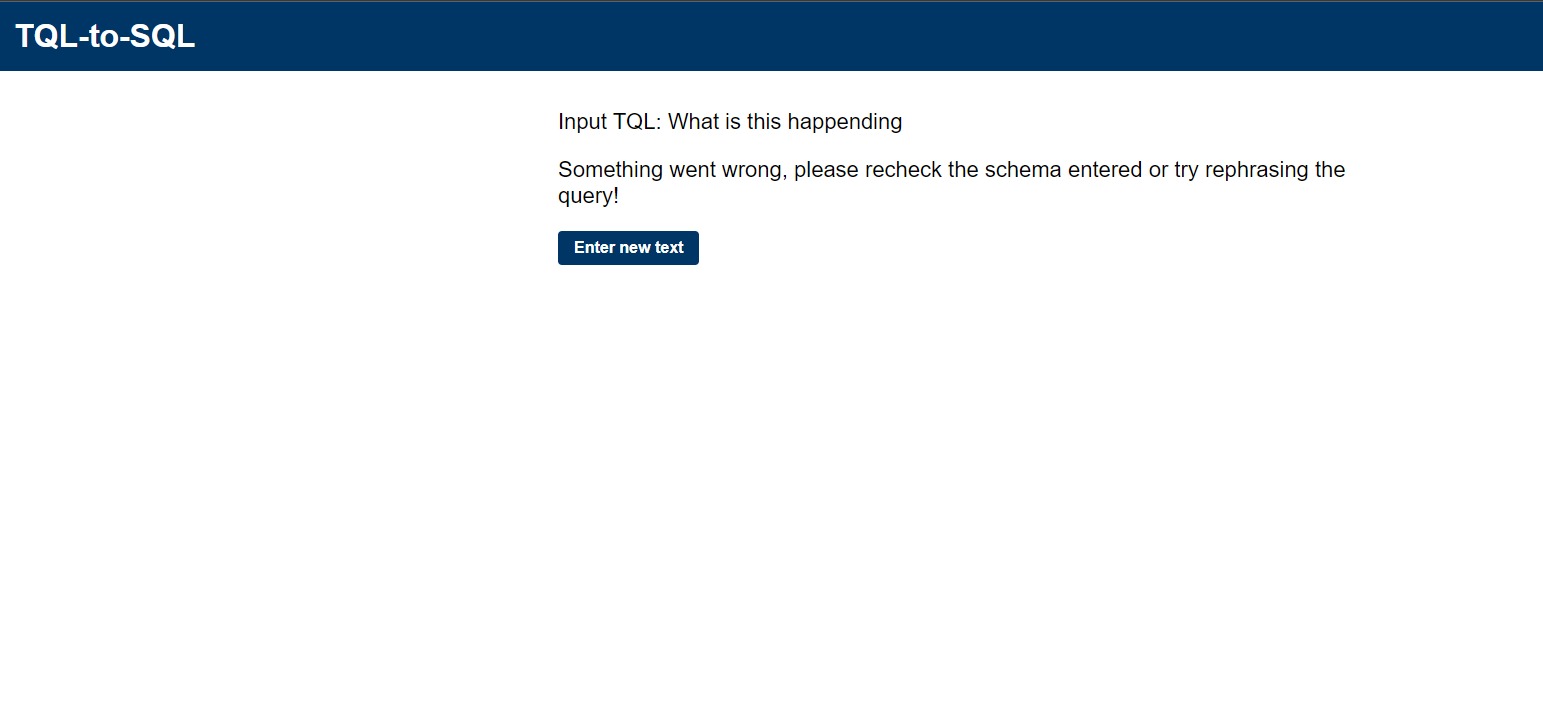 TQL-to-SQL
Input TQL: What is this happending
Something went wrong, please recheck the schema entered or try rephrasing the
query!
Enter new text